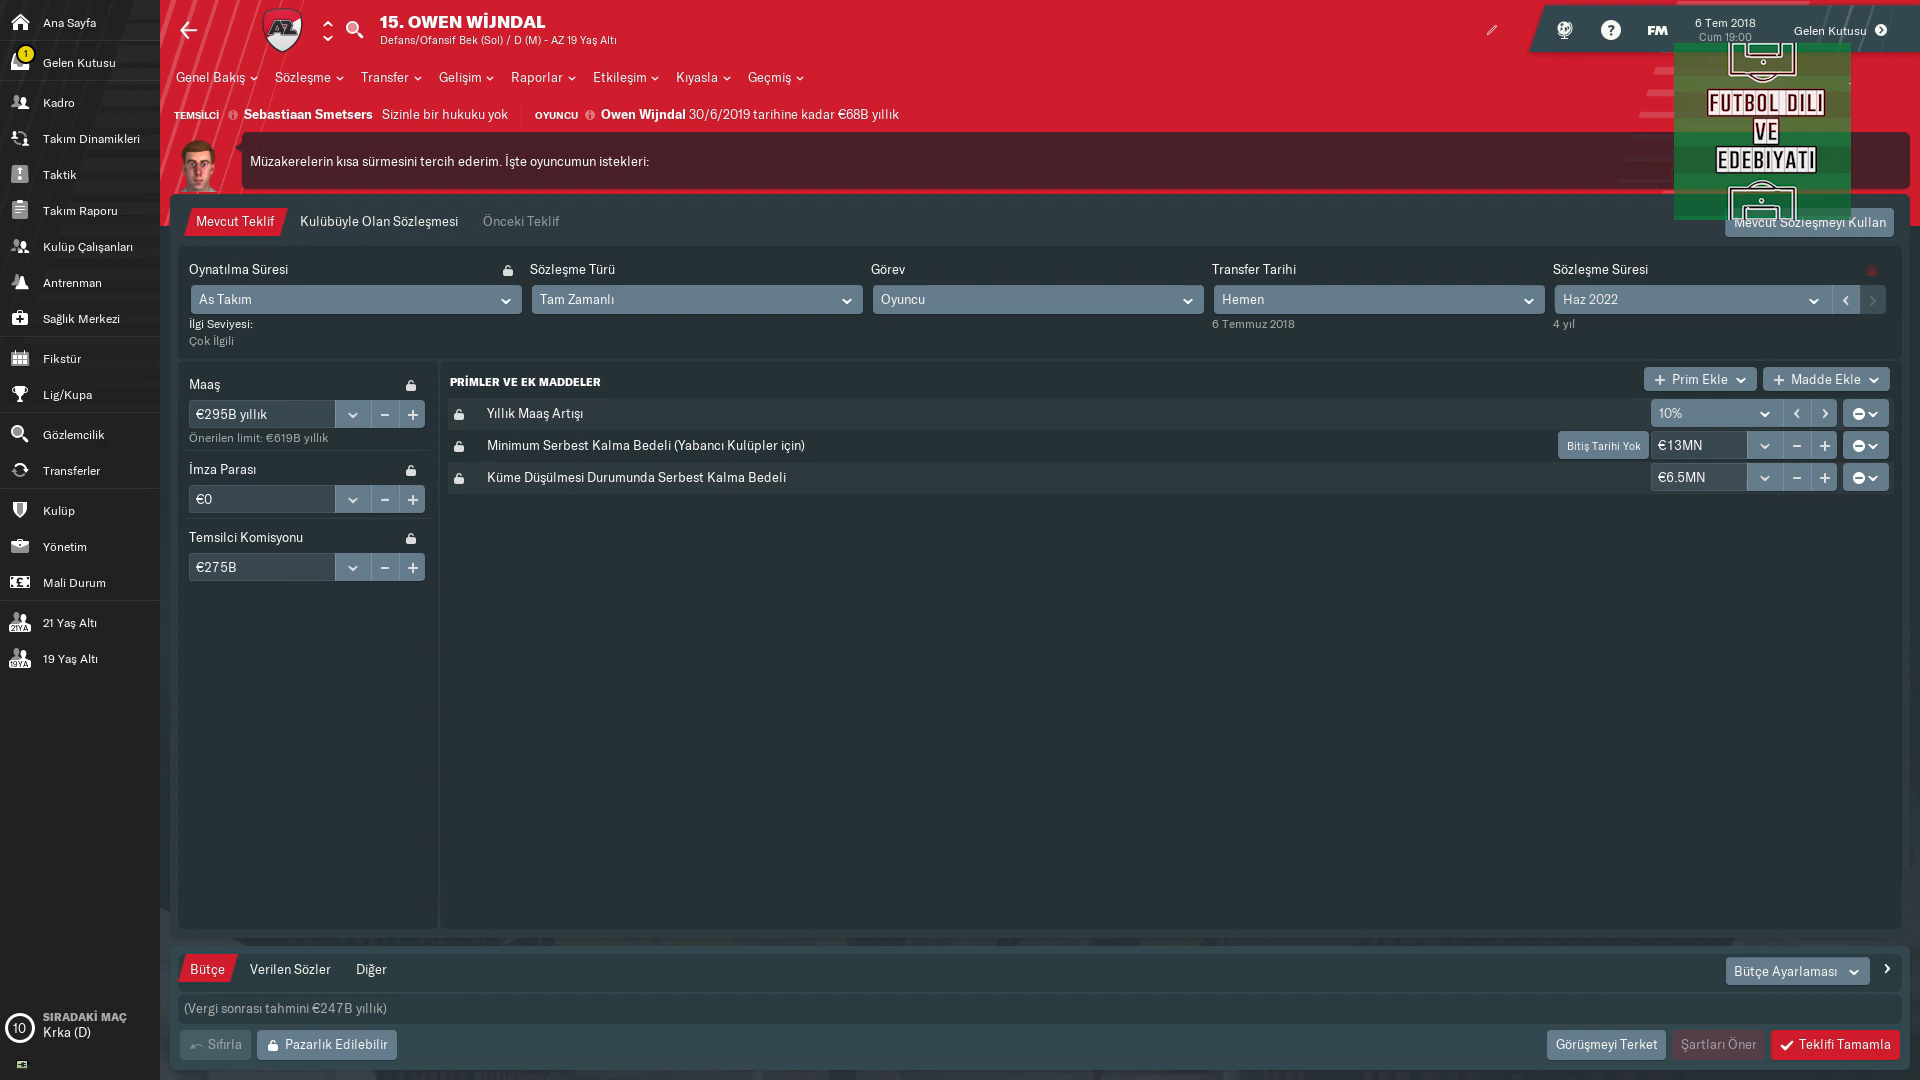 Ana Sayfa
1
Gelen Kutusu
Kadro
Takım Dinamikleri
Taktik
Takım Raporu
Kulüp Çalışanları
Antrenman
Sağlık Merkezi
Fikstür
Lig/Kupa
Gözlemcilik
Transferler
Kulüp
Yönetim
Mali Durum
21YA
21 Yaş Altı
19YA
19 Yaş Altı
10
SIRADAKİ MAÇ
Krka (D)
AZ
15. OWEN WİJNDAL
Defans/Ofansif Bek (Sol) / D (M) - AZ 19 Yaş Altı
?
FM
6 Tem 2018
Cum 19:00
Gelen Kutusu
Genel Bakış
Sözleşme
Transfer
Gelişim
Raporlar
Etkileşim
Kıyasla
Geçmiş
TEMSİLCİ
Sebastiaan Smetsers Sizinle bir hukuku yok
OYUNCU
Owen Wijndal 30/6/2019 tarihine kadar €68B yıllık
Müzakerelerin kısa sürmesini tercih ederim. İşte oyuncumun istekleri:
FUTBOL DILI
VE
EDEBIYATI
Mevcut Teklif
Kulübüyle Olan Sözleşmesi
Önceki Teklif
Mevcut Sözleşmeyi Kullan
Oynatılma Süresi
Sözleşme Türü
Görev
Transfer Tarihi
Sözleşme Süresi
As Takım
Tam Zamanlı
Oyuncu
Hemen
Haz 2022
İlgi Seviyesi:
Çok İlgili
6 Temmuz 2018
4 yıl
Maaş
€295B yıllık
Önerilen limit: €619B yıllık
İmza Parası
€0
Temsilci Komisyonu
€275B
PRİMLER VE EK MADDELER
Prim Ekle
Madde Ekle
Yıllık Maaş Artışı
10%
Minimum Serbest Kalma Bedeli (Yabancı Kulüpler için)
Bitiş Tarihi Yok
€13MN
Küme Düşülmesi Durumunda Serbest Kalma Bedeli
€6.5MN
Bütçe
Verilen Sözler
Diğer
Bütçe Ayarlaması
(Vergi sonrası tahmini €247B yıllık)
Sıfırla
Pazarlık Edilebilir
Görüşmeyi Terket
Şartları Öner
Teklifi Tamamla